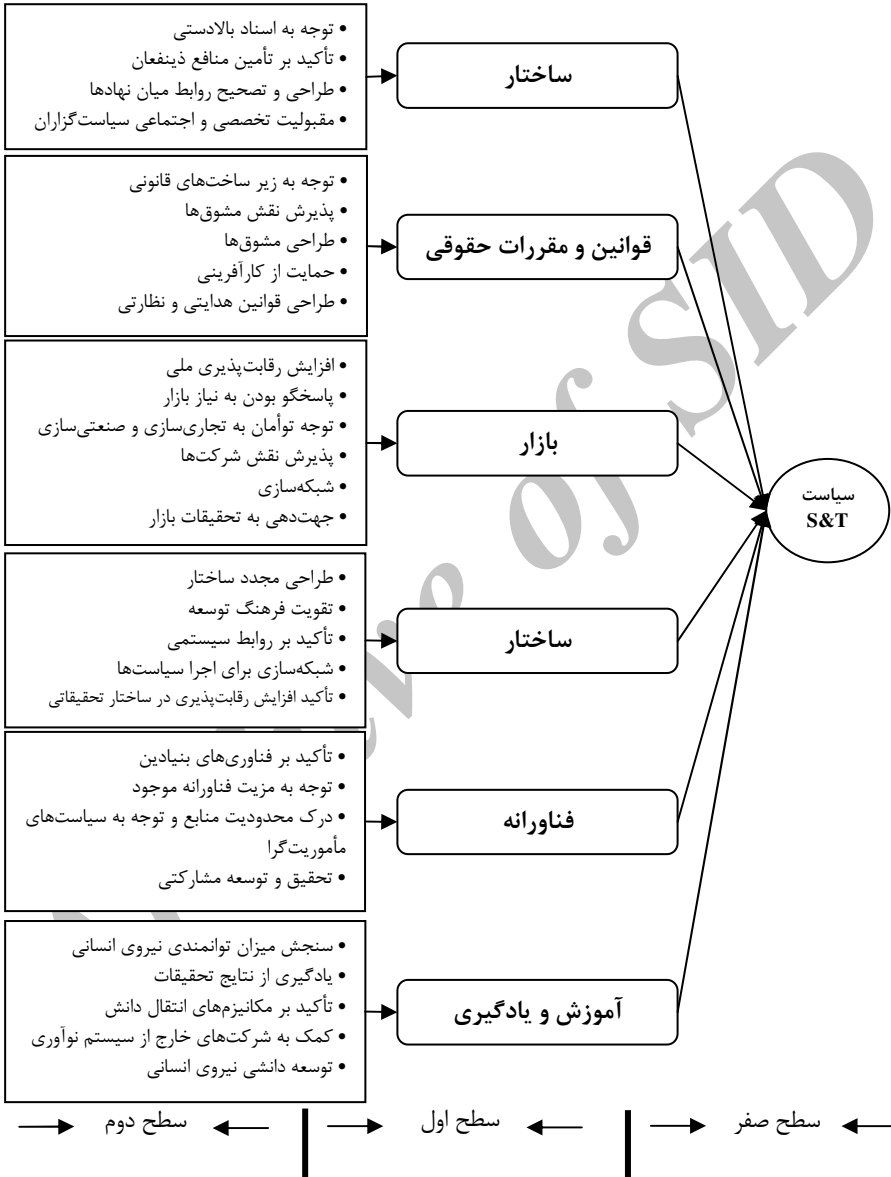 • توجه به اسناد بالادستی
• تأکید بر تأمین منافع ذینفعان
• طراحی و تصحیح روابط میان نهادها
• مقبولیت تخصصی و اجتماعی سیاست‌گزاران
ساختار
• توجه به زیر ساخت‌های قانونی
• پذیرش نقش مشوق‌ها
• طراحی مشوق‌ها
• حمایت از کارآفرینی
• طراحی قوانین هدایتی و نظارتی
قوانین و مقررات حقوقی
• افزایش رقابت‌پذیری ملی
• پاسخگو بودن به نیاز بازار
• توجه توأمان به تجاری‌سازی و صنعتی‌سازی
• پذیرش نقش شرکت‌ها
• شبکه‌سازی
• جهت‌دهی به تحقیقات بازار
بازار
سیاست
S&T
• طراحی مجدد ساختار
• تقویت فرهنگ توسعه
• تأکید بر روابط سیستمی
• شبکه‌سازی برای اجرا سیاست‌ها
• تأکید افزایش رقابت‌پذیری در ساختار تحقیقاتی
ساختار
• تأکید بر فناوری‌های بنیادین
• توجه به مزیت فناورانه موجود
• درک محدودیت منابع و توجه به سیاست‌های
مأموریت‌گرا
• تحقیق و توسعه مشارکتی
فناورانه
• سنجش میزان توانمندی نیروی انسانی
• یادگیری از نتایج تحقیقات
• تأکید بر مکانیزم‌های انتقال دانش
• کمک به شرکت‌های خارج از سیستم نوآوری
• توسعه دانشی نیروی انسانی
آموزش و یادگیری
سطح صفر
سطح اول
سطح دوم
Archive of SID